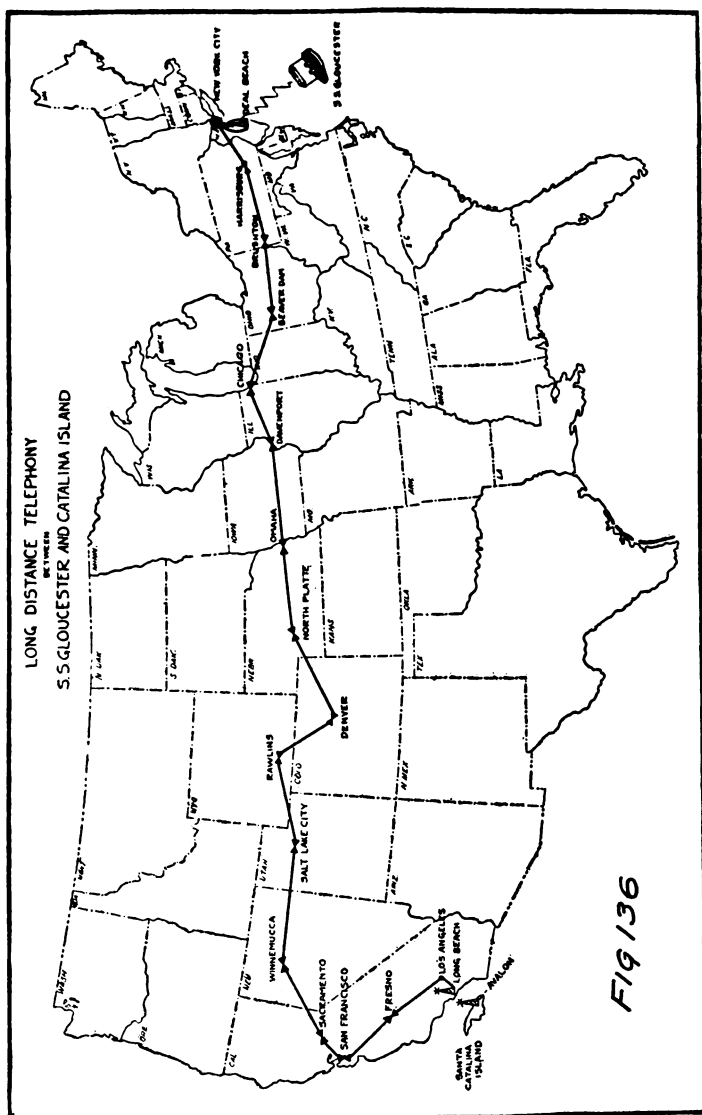 LONG DISTANCE TELEPHONY
BETWEEN
S.S GLOUCESTER AND CATALINA ISLAND
WASH
ORE
CAL
NEV
MONT
WYO
UTAH
COLO
ARIZ
N MEX
N DAK
S DAK.
NEBR
KANS
OKLA
TEX
MINN
IOWA
MO
ARK
LA
WIS
ILL
MICH
OHIO
KY.
TENN
MISS
ALA
GA
FLA
S C
N C
PA
N Y
NEW YORK CITY
DEAL BEACH
S S GLOUCESTER
HARRISBURG
BRUSHTON
BEAVER DAM
CHICAGO
DAVENPORT
OMAHA
NORTH PLATTE
DENVER
RAWLINS
SALT LAKE CITY
WINNEMUCCA
SACRAMENTO
SAN FRANCISCO
FRESNO
LOS ANGELES
LONG BEACH
AVALON
SANTA
CATALINA
ISLAND
FIG 136